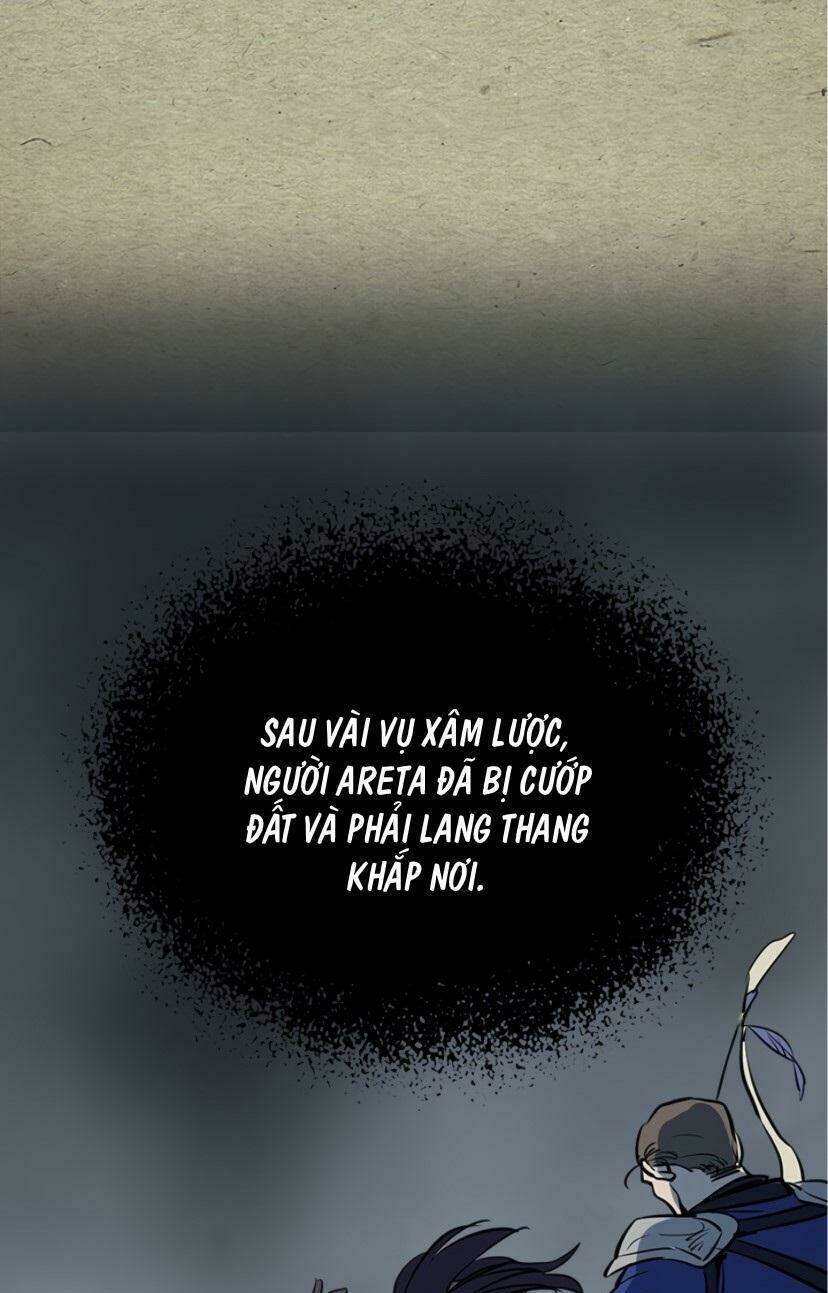 SAU VÀI VỤ XÂM LƯỢC,
NGƯỜI ARETA ĐÃ BỊ CƯỚP
ĐẤT VÀ PHẢI LANG THANG
KHẮP NƠI.